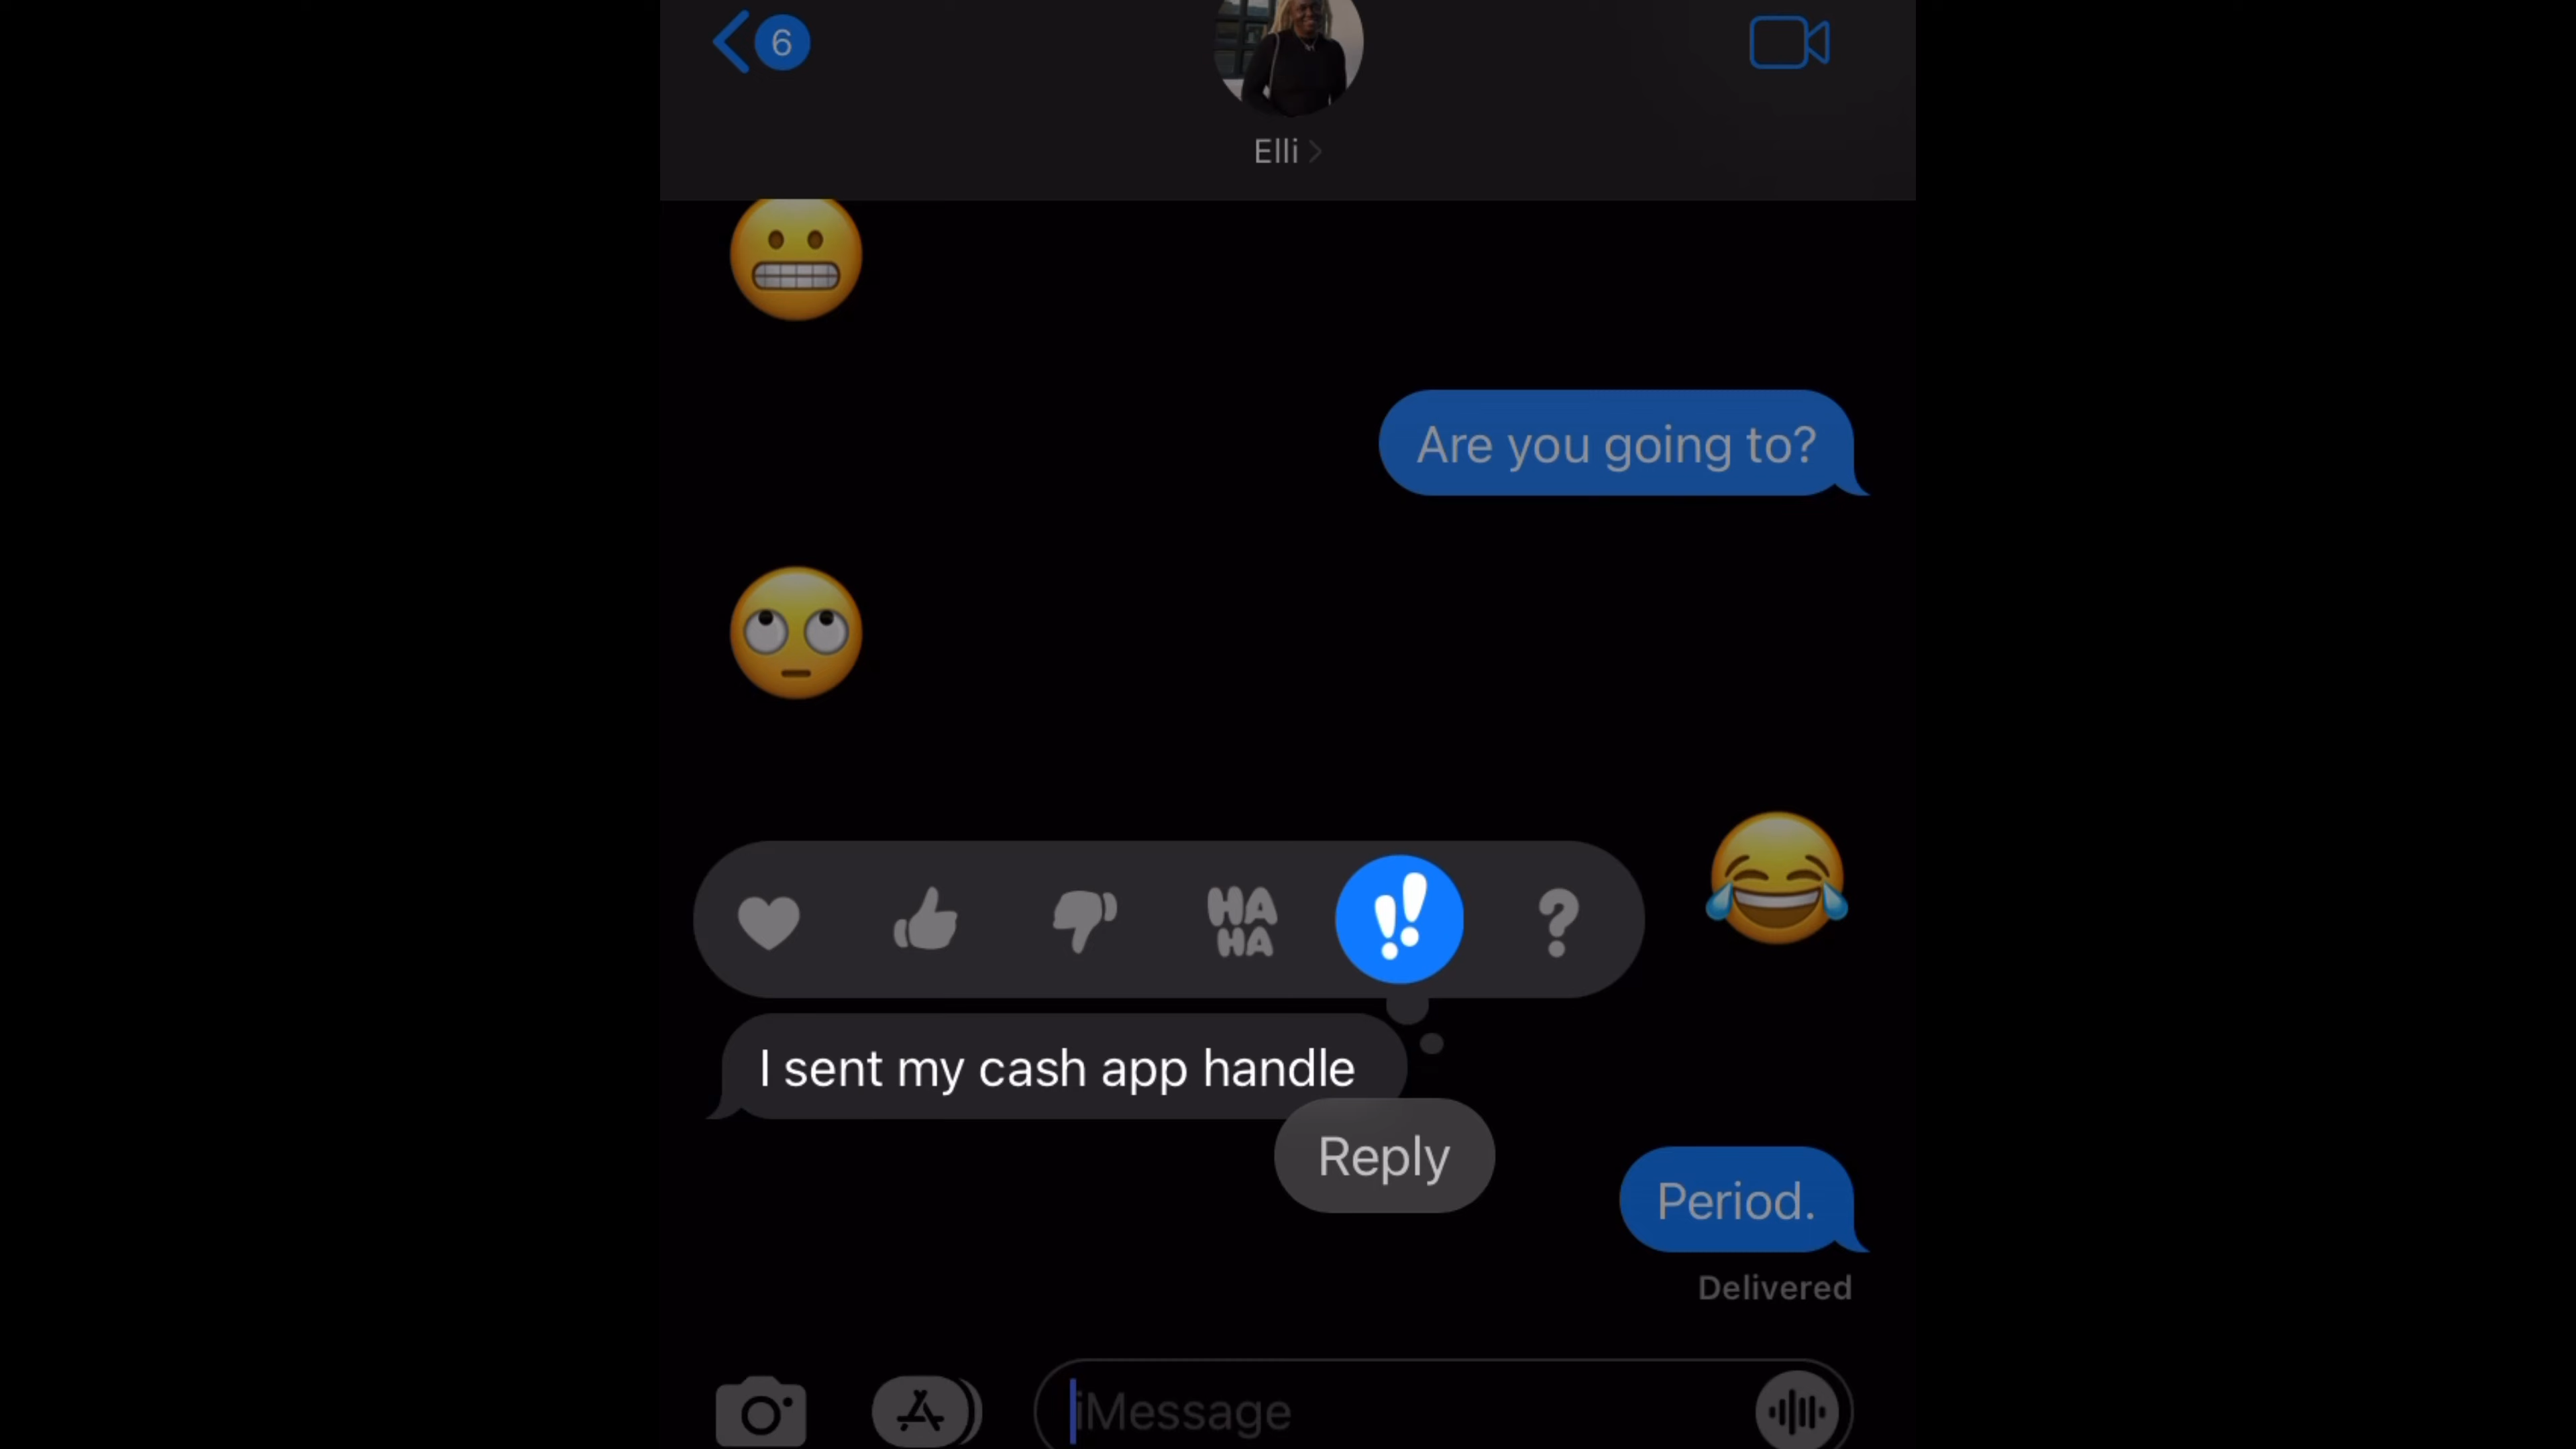 6
Elli
Are you going to?
HA
HA
I sent my cash app handle
Reply
Period.
Delivered
iMessage